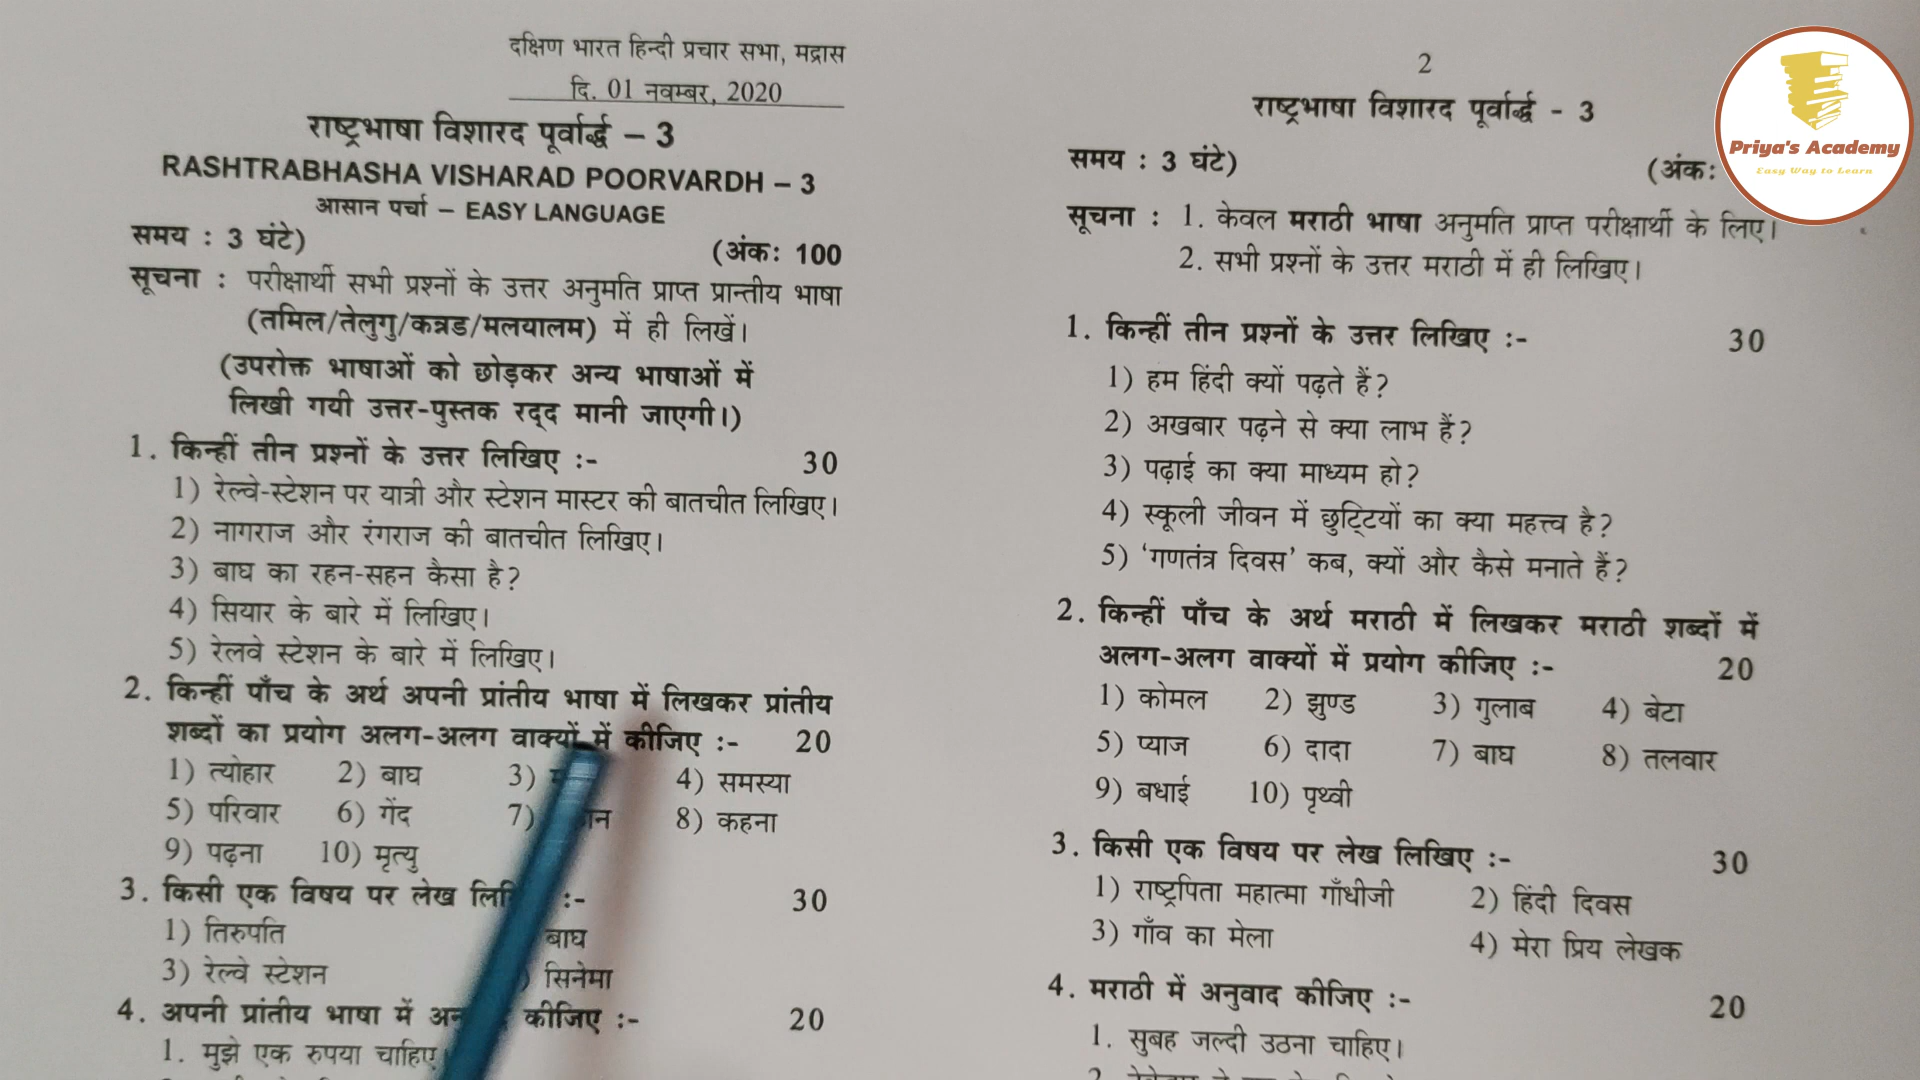 दक्षिण भारत हिन्दी प्रचार सभा, मद्रास
दि. 01 नवम्बर, 2020
राष्ट्रभाषा विशारद पूर्वार्द्ध – 3
RASHTRABHASHA VISHARAD POORVARDH – 3
आसान पर्चा – EASY LANGUAGE
समय : 3 घंटे)
(अंक: 100
सूचना : परीक्षार्थी सभी प्रश्नों के उत्तर अनुमति प्राप्त प्रान्तीय भाषा
(तमिल/तेलुगु/कन्नड/मलयालम) में ही लिखें।
(उपरोक्त भाषाओं को छोड़कर अन्य भाषाओं में
लिखी गयी उत्तर-पुस्तक रद्द मानी जाएगी।)
1. किन्हीं तीन प्रश्नों के उत्तर लिखिए :- 30
1) रेल्वे-स्टेशन पर यात्री और स्टेशन मास्टर की बातचीत लिखिए।
2) नागराज और रंगराज की बातचीत लिखिए।
3) बाघ का रहन-सहन कैसा है?
4) सियार के बारे में लिखिए।
5) रेलवे स्टेशन के बारे में लिखिए।
2. किन्हीं पाँच के अर्थ अपनी प्रांतीय भाषा में लिखकर प्रांतीय
शब्दों का प्रयोग अलग-अलग वाक्यों में कीजिए :- 20
1) त्योहार 2) बाघ 3) 4) समस्या
5) परिवार 6) गेंद 7) 8) कहना
9) पढ़ना 10) मृत्यु
3. किसी एक विषय पर लेख :- 30
1) तिरुपति बाघ
3) रेल्वे स्टेशन ) सिनेमा
4. अपनी प्रांतीय भाषा में कीजिए :- 20
1. मुझे एक रुपया चाहिए
2
राष्ट्रभाषा विशारद पूर्वार्द्ध - 3
समय : 3 घंटे)
(अंक:
सूचना : 1. केवल मराठी भाषा अनुमति प्राप्त परीक्षार्थी के लिए।
2. सभी प्रश्नों के उत्तर मराठी में ही लिखिए।
1. किन्हीं तीन प्रश्नों के उत्तर लिखिए :- 30
1) हम हिंदी क्यों पढ़ते हैं?
2) अखबार पढ़ने से क्या लाभ हैं?
3) पढ़ाई का क्या माध्यम हो?
4) स्कूली जीवन में छुट्टियों का क्या महत्त्व है?
5) 'गणतंत्र दिवस' कब, क्यों और कैसे मनाते हैं?
2. किन्हीं पाँच के अर्थ मराठी में लिखकर मराठी शब्दों में
अलग-अलग वाक्यों में प्रयोग कीजिए :- 20
1) कोमल 2) झुण्ड 3) गुलाब 4) बेटा
5) प्याज 6) दादा 7) बाघ 8) तलवार
9) बधाई 10) पृथ्वी
3. किसी एक विषय पर लेख लिखिए :- 30
1) राष्ट्रपिता महात्मा गाँधीजी 2) हिंदी दिवस
3) गाँव का मेला 4) मेरा प्रिय लेखक
4. मराठी में अनुवाद कीजिए :- 20
1. सुबह जल्दी उठना चाहिए।
Priya's Academy
Easy Way to Learn